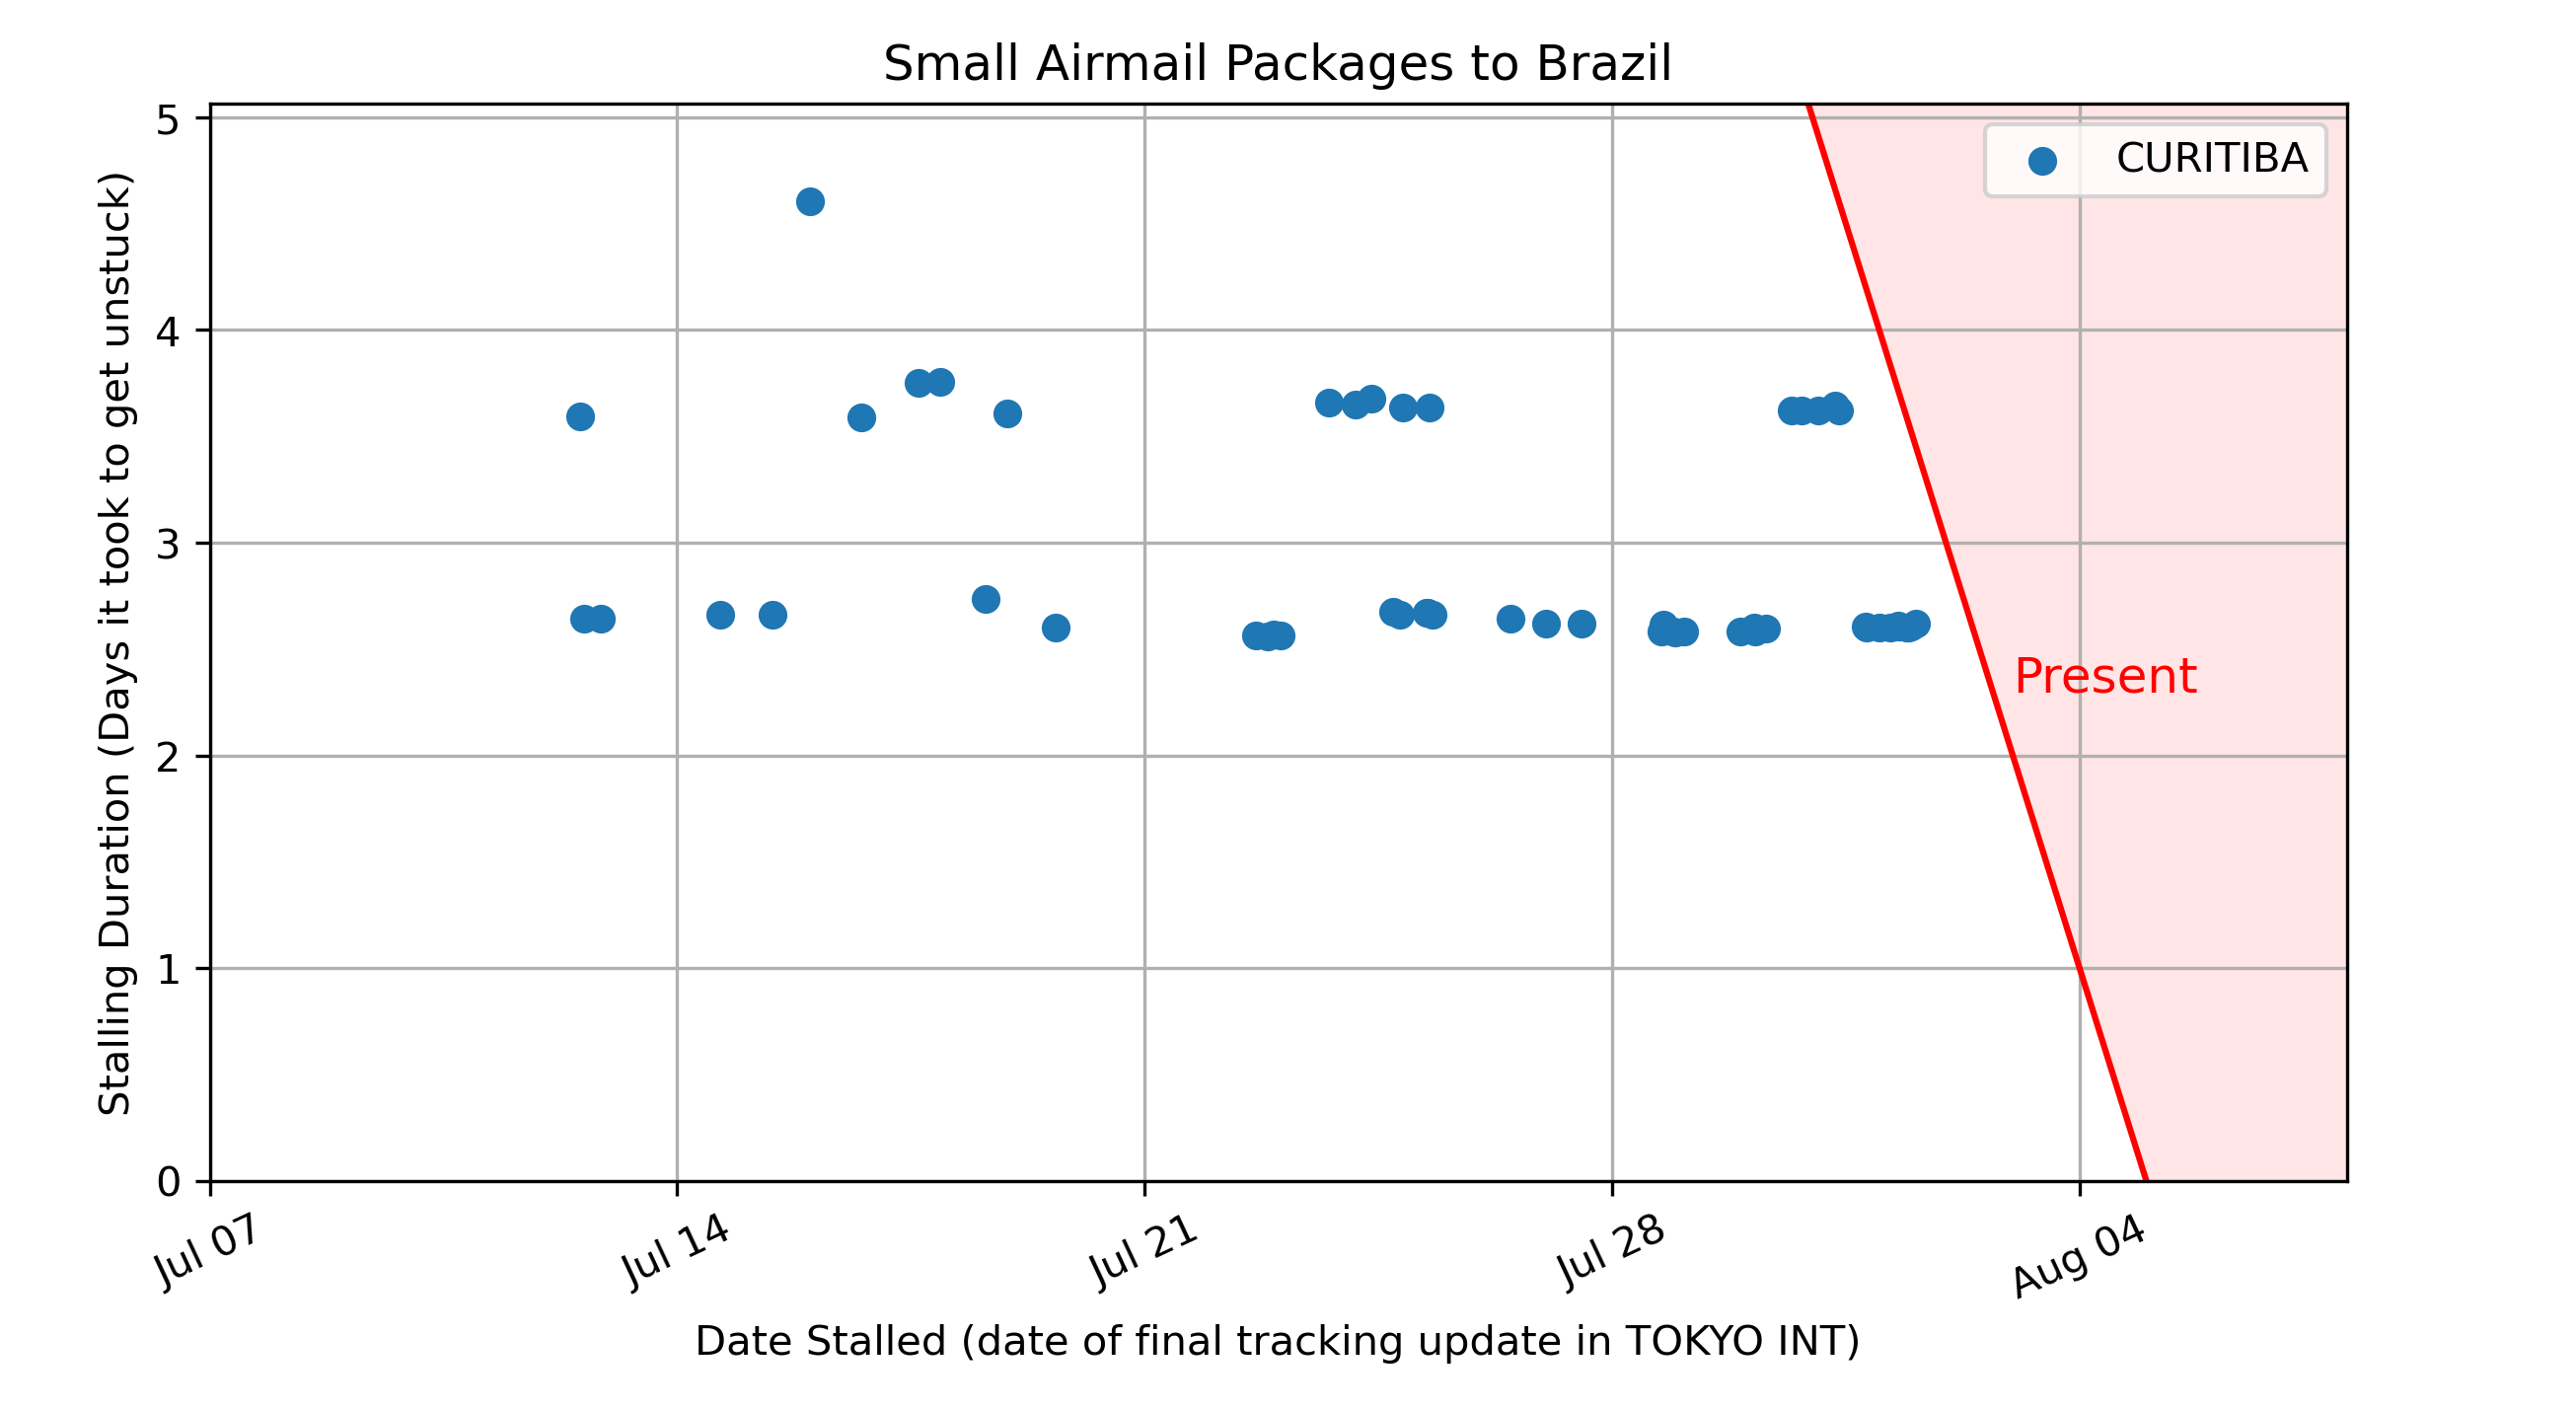 Small Airmail Packages to Brazil
Stalling Duration (Days it took to get unstuck)
5
4
3
2
1
0
CURITIBA
Present
Jul 07
Jul 14
Jul 21
Jul 28
Aug 04
Date Stalled (date of final tracking update in TOKYO INT)